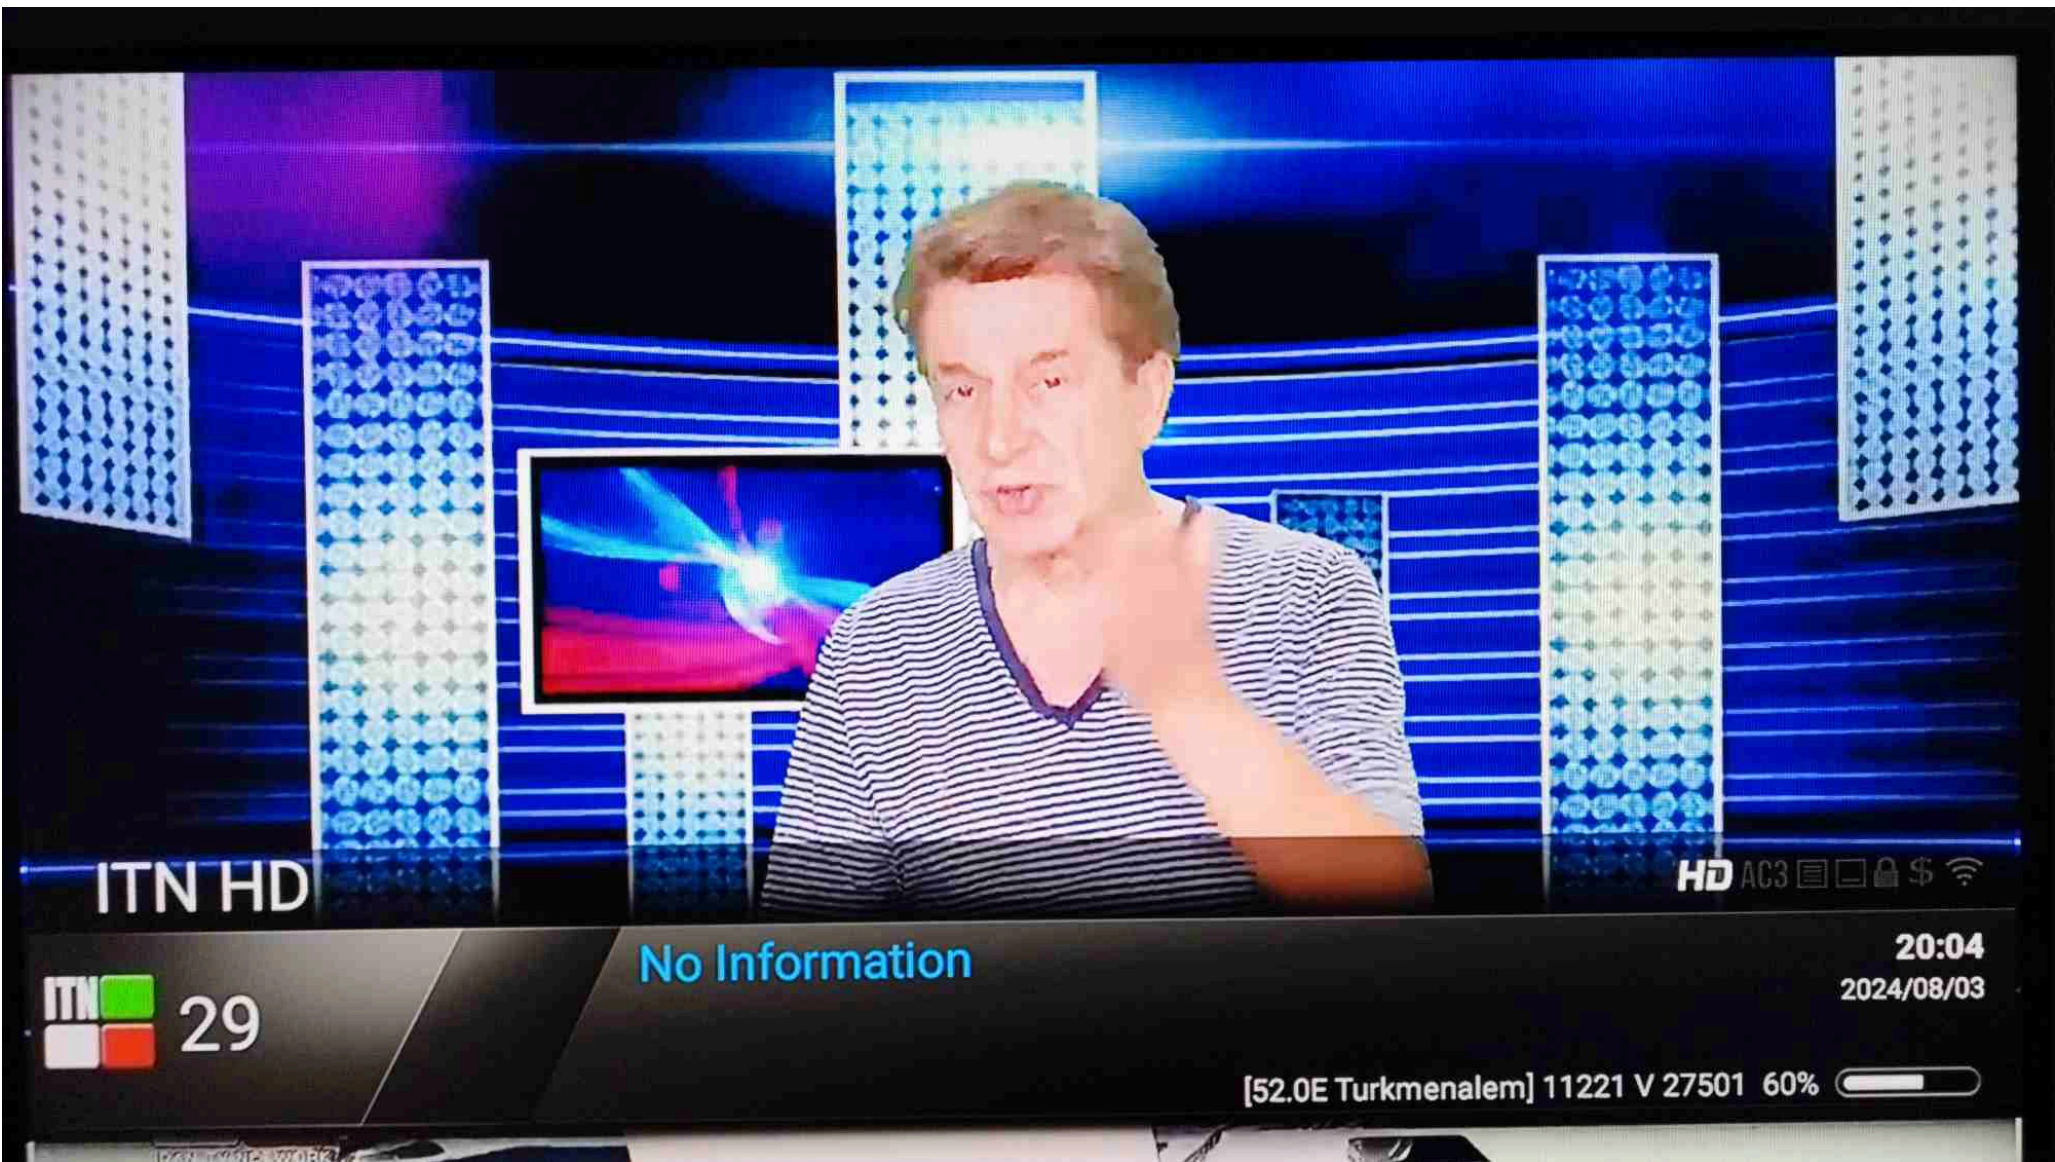 ITN HD
HD AC3 $
ITN
29
No Information
20:04
2024/08/03
[52.0E Turkmenalem] 11221 V 27501 60%